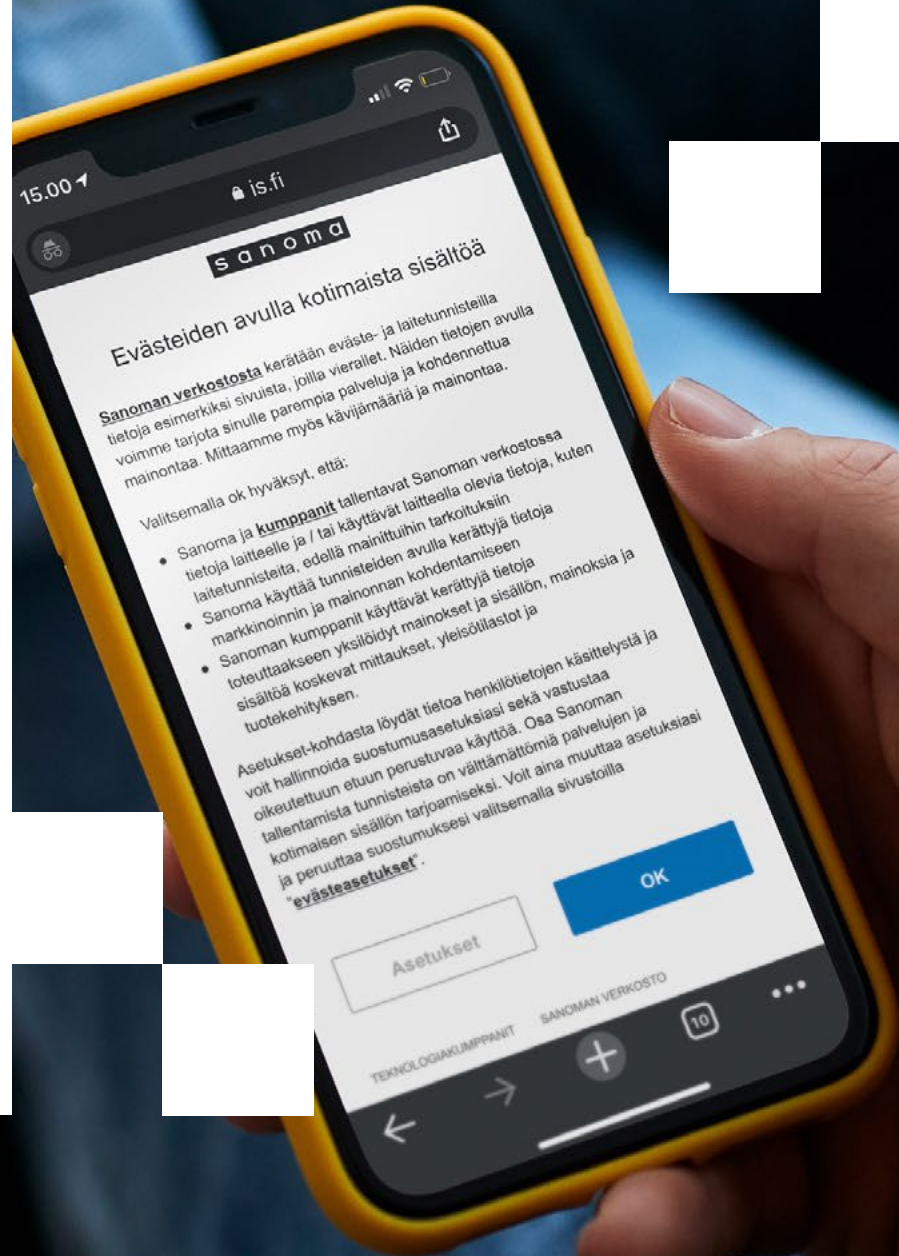 15.00
is.fi
sanoma
Evästeiden avulla kotimaista sisältöä
Sanoman verkostosta kerätään eväste- ja laitetunnisteilla
tietoja esimerkiksi sivuista, joilla vierailet. Näiden tietojen avulla
voimme tarjota sinulle parempia palveluja ja kohdennettua
mainontaa. Mittaamme myös kävijämääriä ja mainontaa.
Valitsemalla ok hyväksyt, että:
• Sanoma ja kumppanit tallentavat Sanoman verkostossa
tietoja laitteelle ja / tai käyttävät laitteella olevia tietoja, kuten
laitetunnisteita, edellä mainittuihin tarkoituksiin
• Sanoma käyttää tunnisteiden avulla kerättyjä tietoja
markkinoinnin ja mainonnan kohdentamiseen
• Sanoman kumppanit käyttävät kerättyjä tietoja
toteuttaakseen yksilöidyt mainokset ja sisällön, mainoksia ja
sisältöä koskevat mittaukset, yleisötilastot ja
tuotekehityksen.
Asetukset-kohdasta löydät tietoa henkilötietojen käsittelystä ja
voit hallinnoida suostumusasetuksiasi sekä vastustaa
oikeutettuun etuun perustuvaa käyttöä. Osa Sanoman
tallentamista tunnisteista on välttämättömiä palvelujen ja
kotimaisen sisällön tarjoamiseksi. Voit aina muuttaa asetuksiasi
ja peruuttaa suostumuksesi valitsemalla sivustoilla
"evästeasetukset".
Asetukset
OK
TEKNOLOGIAKUMPPANIT
SANOMAN VERKOSTO
10